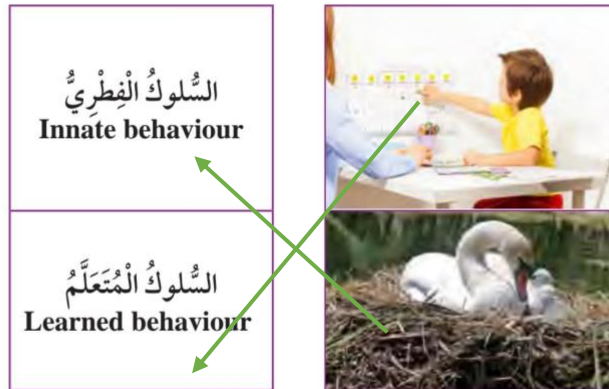 السُّلوكُ الْفِطْرِيُّ
Innate behaviour
السُّلوكُ الْمُتَعَلَّمُ
Learned behaviour